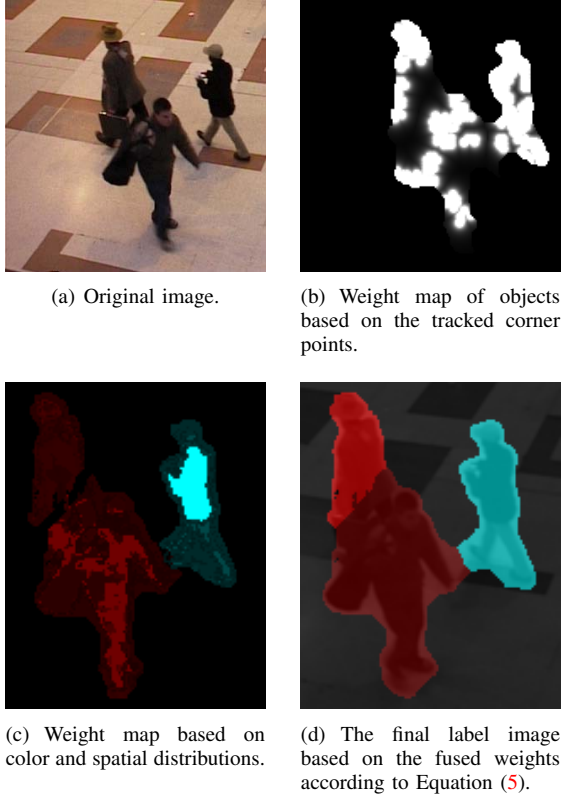 (a) Original image.
(b) Weight map of objects
based on the tracked corner
points.
(c) Weight map based on
color and spatial distributions.
(d) The final label image
based on the fused weights
according to Equation (5).